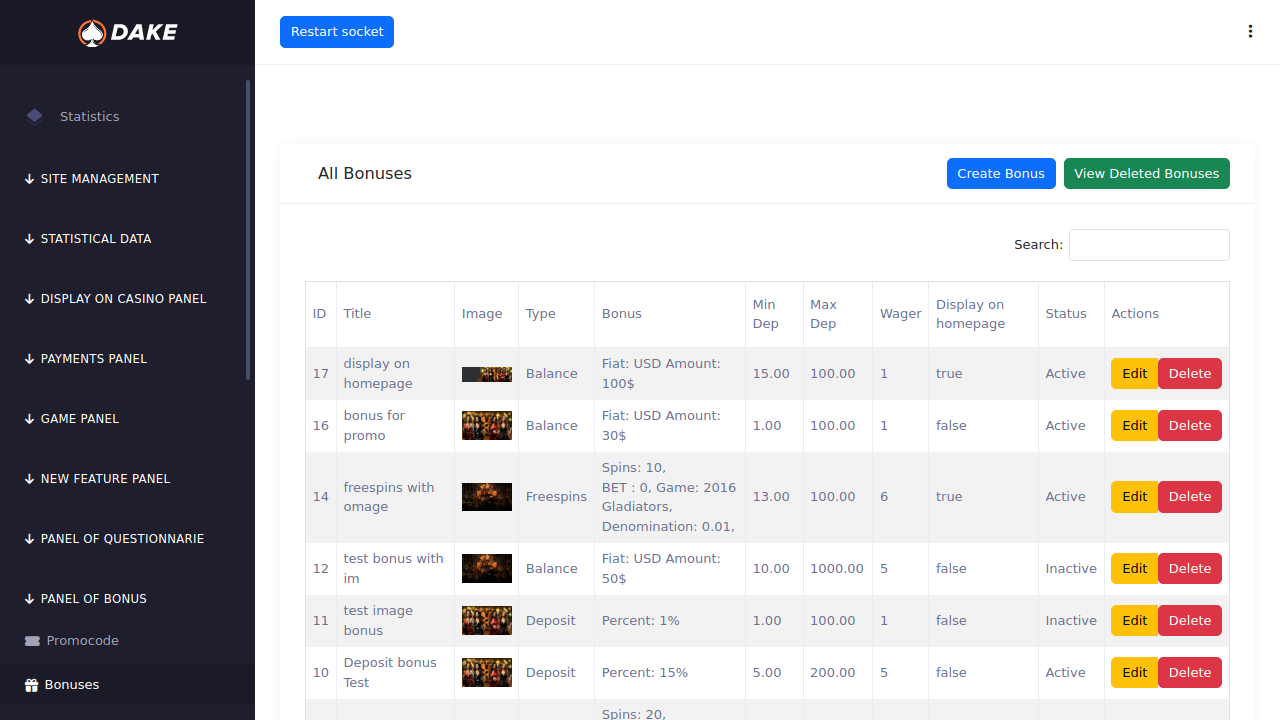 DAKE
Restart socket
Statistics
SITE MANAGEMENT
STATISTICAL DATA
DISPLAY ON CASINO PANEL
PAYMENTS PANEL
GAME PANEL
NEW FEATURE PANEL
PANEL OF QUESTIONNARIE
PANEL OF BONUS
Promocode
Bonuses
All Bonuses
Create Bonus
View Deleted Bonuses
Search:
ID
Title
Image
Type
Bonus
Min
Dep
Max
Dep
Wager
Display on
homepage
Status
Actions
17
display on
homepage
Balance
Fiat: USD Amount:
100$
15.00
100.00
1
true
Active
Edit
Delete
16
bonus for
promo
Balance
Fiat: USD Amount:
30$
1.00
100.00
1
false
Active
Edit
Delete
14
freespins with
omage
Freespins
Spins: 10,
BET : 0, Game: 2016
Gladiators,
Denomination: 0.01,
13.00
100.00
6
true
Active
Edit
Delete
12
test bonus with
im
Balance
Fiat: USD Amount:
50$
10.00
1000.00
5
false
Inactive
Edit
Delete
11
test image
bonus
Deposit
Percent: 1%
1.00
100.00
1
false
Inactive
Edit
Delete
10
Deposit bonus
Test
Deposit
Percent: 15%
5.00
200.00
5
false
Active
Edit
Delete
Spins: 20,